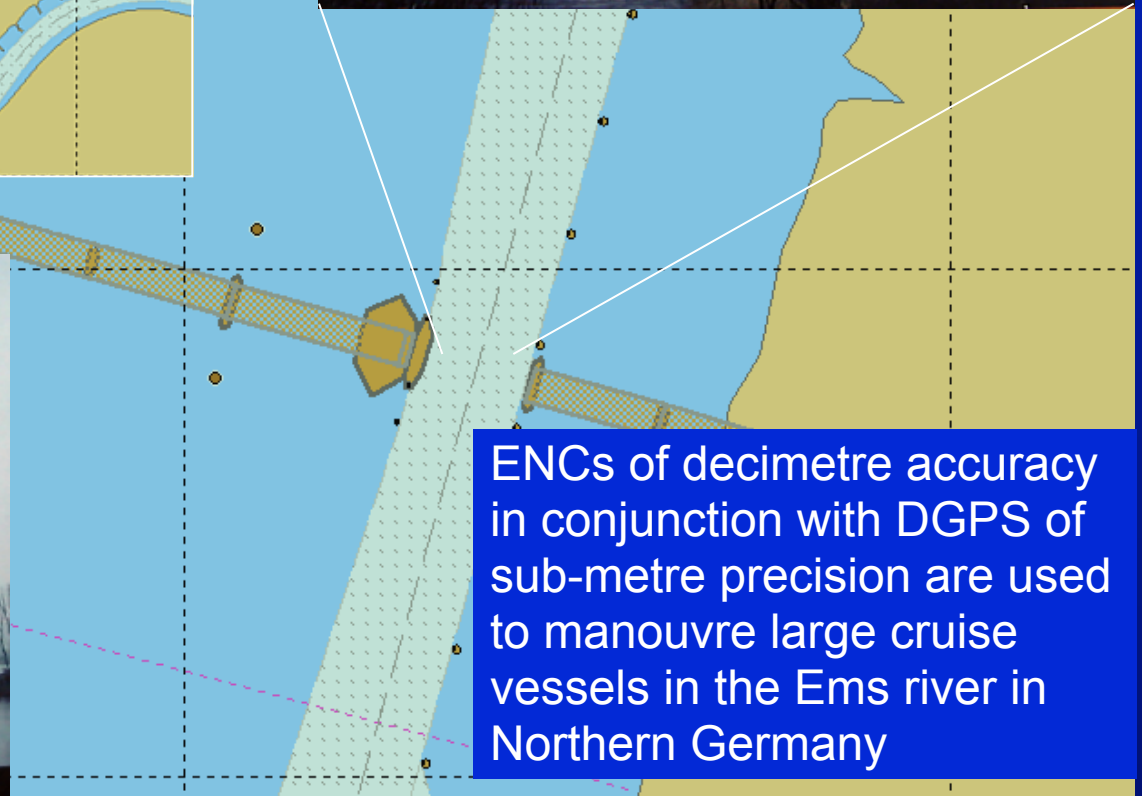 ENCs of decimetre accuracy
in conjunction with DGPS of
sub-metre precision are used
to manouvre large cruise
vessels in the Ems river in
Northern Germany